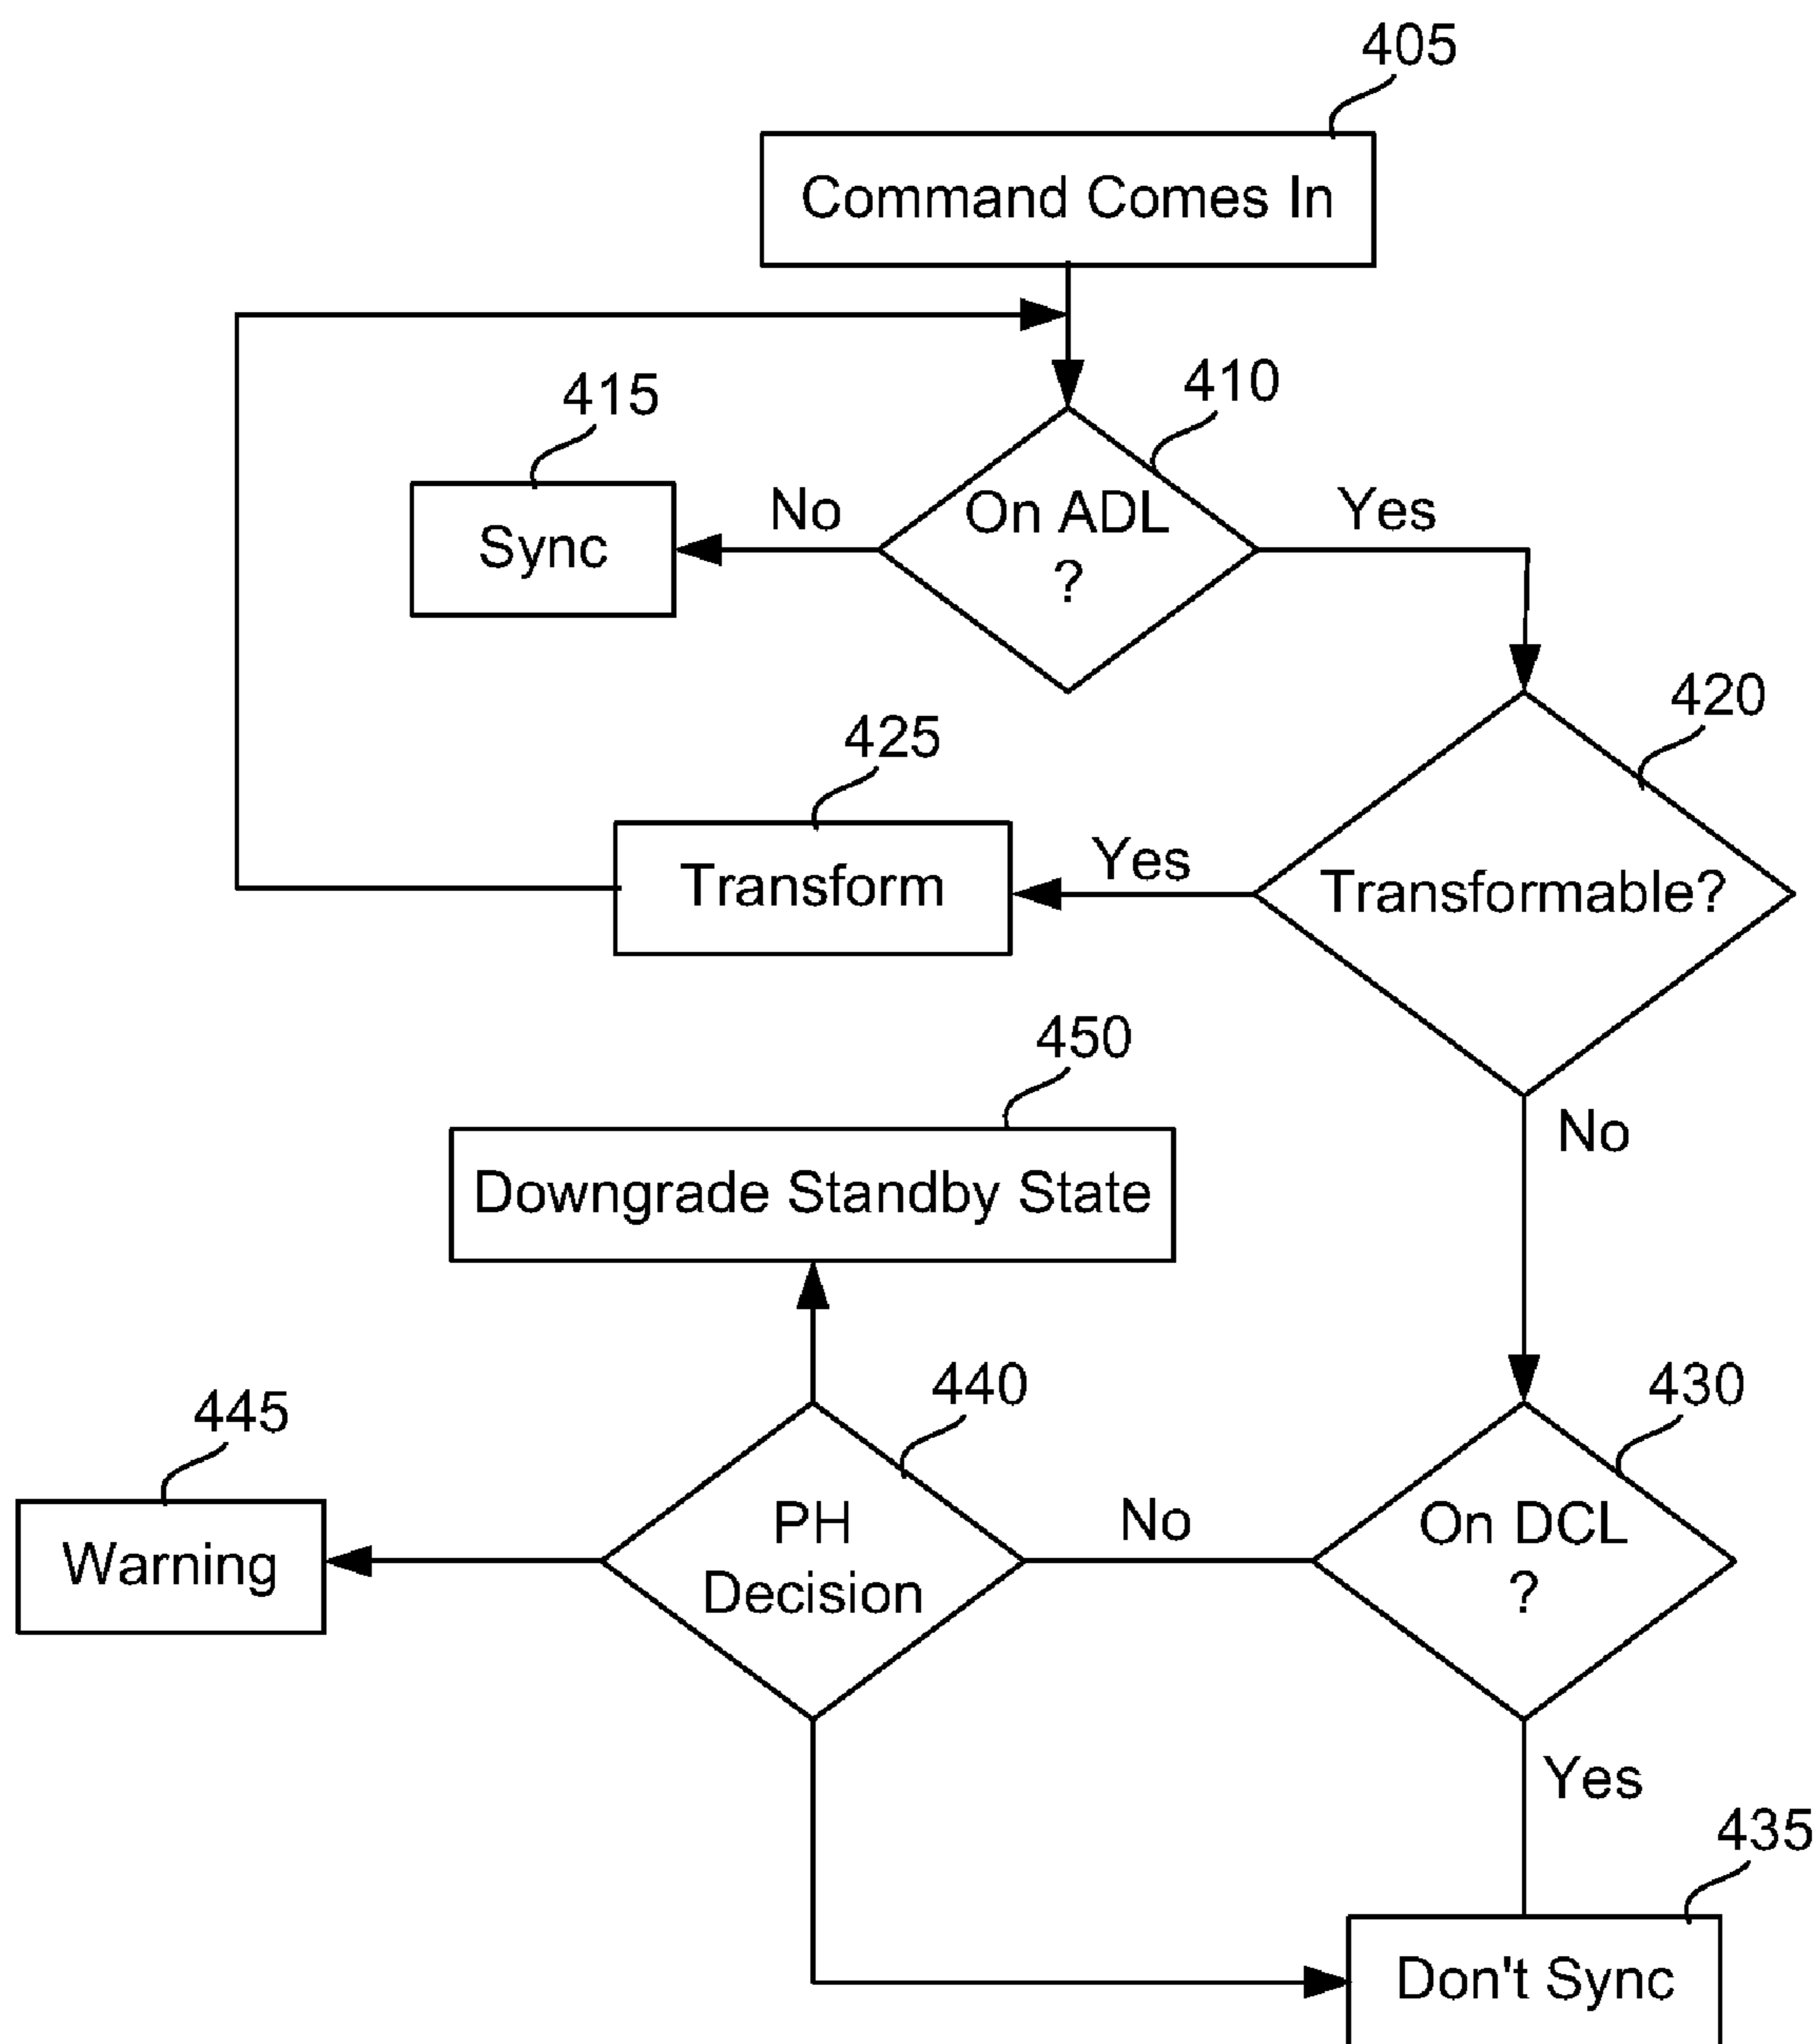 405
Command Comes In
410
415
On ADL
?
No
Yes
Sync
420
425
Transformable?
Yes
Transform
No
450
Downgrade Standby State
440
430
445
PH
Decision
No
On DCL
?
Warning
Yes
435
Don't Sync